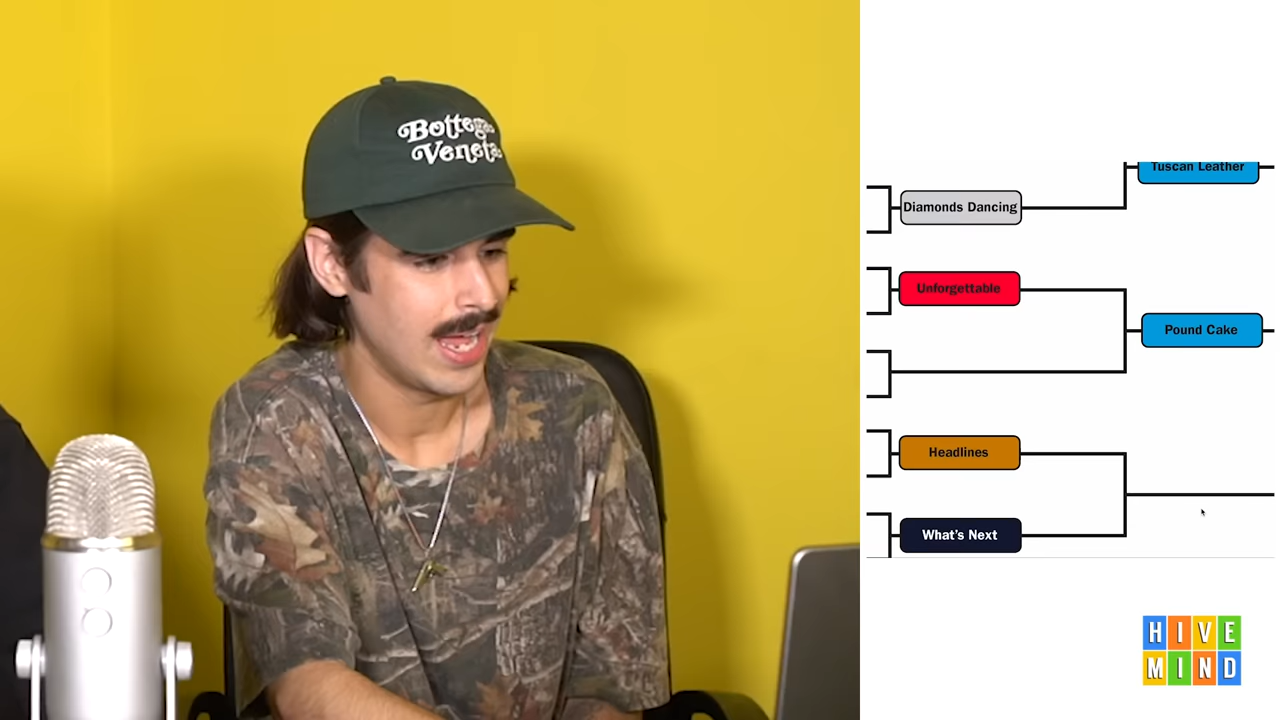 Bottega
Veneta
Tuscan Leather
Diamonds Dancing
Unforgettable
Pound Cake
Headlines
What's Next
HIVE
MIND